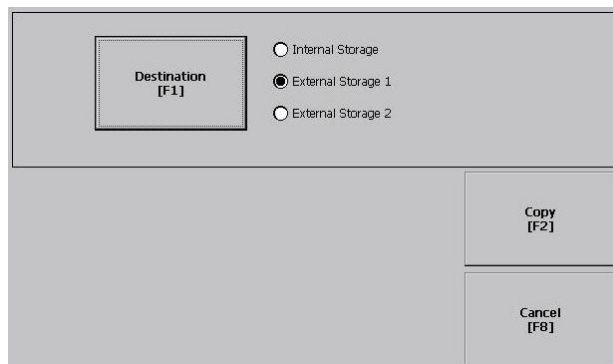 Destination
[F1]
Internal Storage
External Storage 1
External Storage 2
Copy
[F2]
Cancel
[F8]